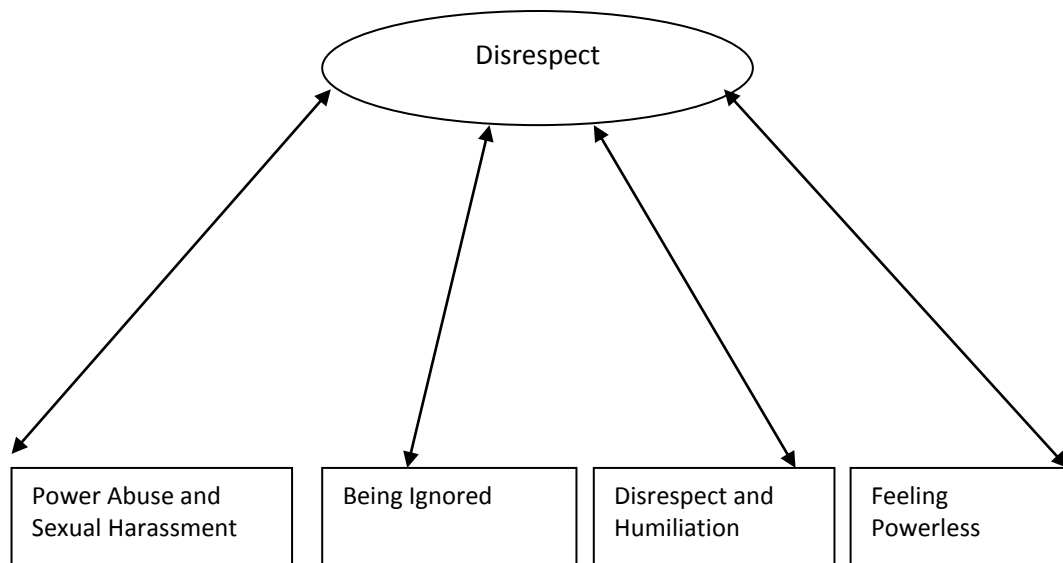 Disrespect
Power Abuse and
Sexual Harassment
Being Ignored
Disrespect and
Humiliation
Feeling
Powerless